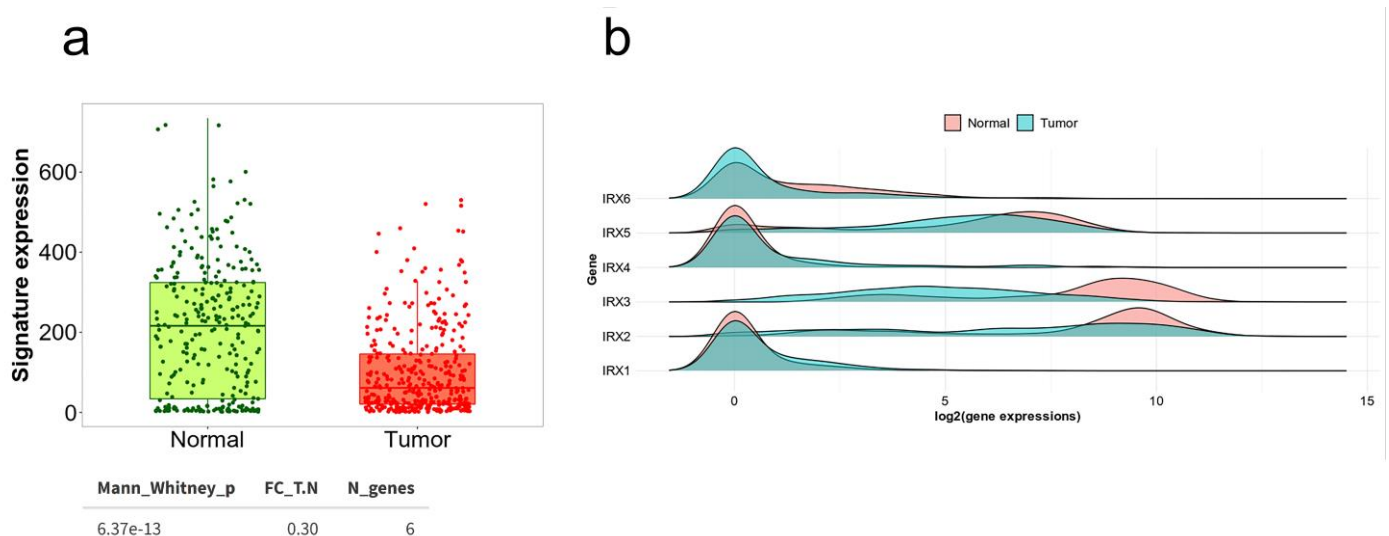 a
Signature expression
600
400
200
0
Normal Tumor
Mann_Whitney_p FC_T.N N_genes
6.37e-13 0.30 6
b
Normal Tumor
Gene
IRX6
IRX5
IRX4
IRX3
IRX2
IRX1
0 5 10 15
log2(gene expressions)